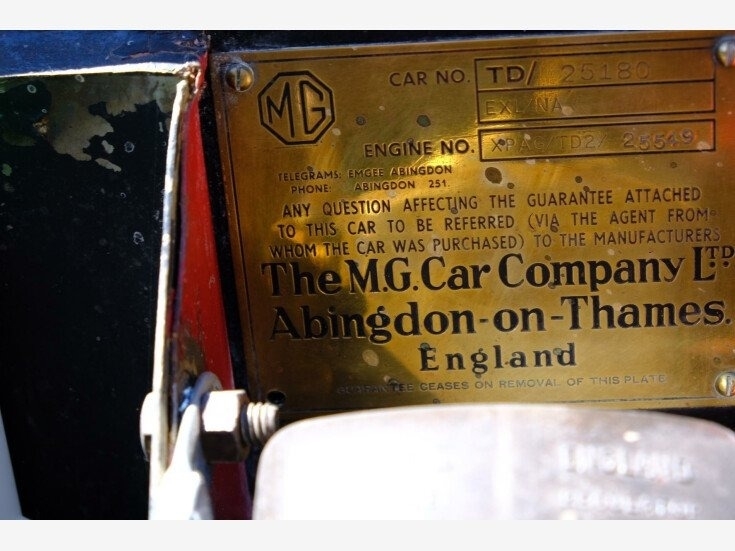 MG
CAR NO. TD/ 25180
EXL/NA/
ENGINE NO. XPAG/TD2/ 25549
TELEGRAMS: EMGEE ABINGDON
PHONE: ABINGDON 251.
ANY QUESTION AFFECTING THE GUARANTEE ATTACHED
TO THIS CAR TO BE REFERRED (VIA THE AGENT FROM
WHOM THE CAR WAS PURCHASED) TO THE MANUFACTURERS
The M.G. Car Company LTD.
Abingdon-on-Thames.
England
GUARANTEE CEASES ON REMOVAL OF THIS PLATE
ENGLAND